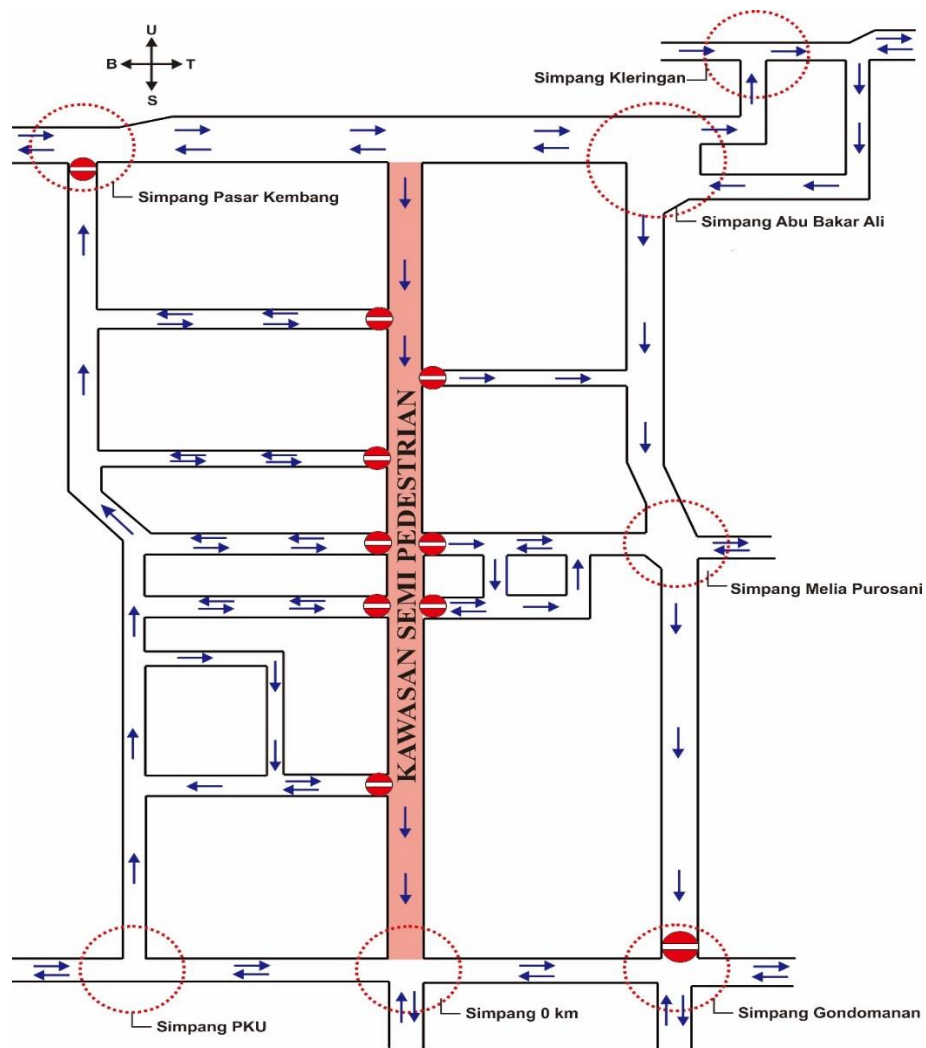 U
B T
S
Simpang Kleringan
Simpang Pasar Kembang
Simpang Abu Bakar Ali
KAWASAN SEMI PEDESTRIAN
Simpang Melia Purosani
Simpang PKU
Simpang 0 km
Simpang Gondomanan